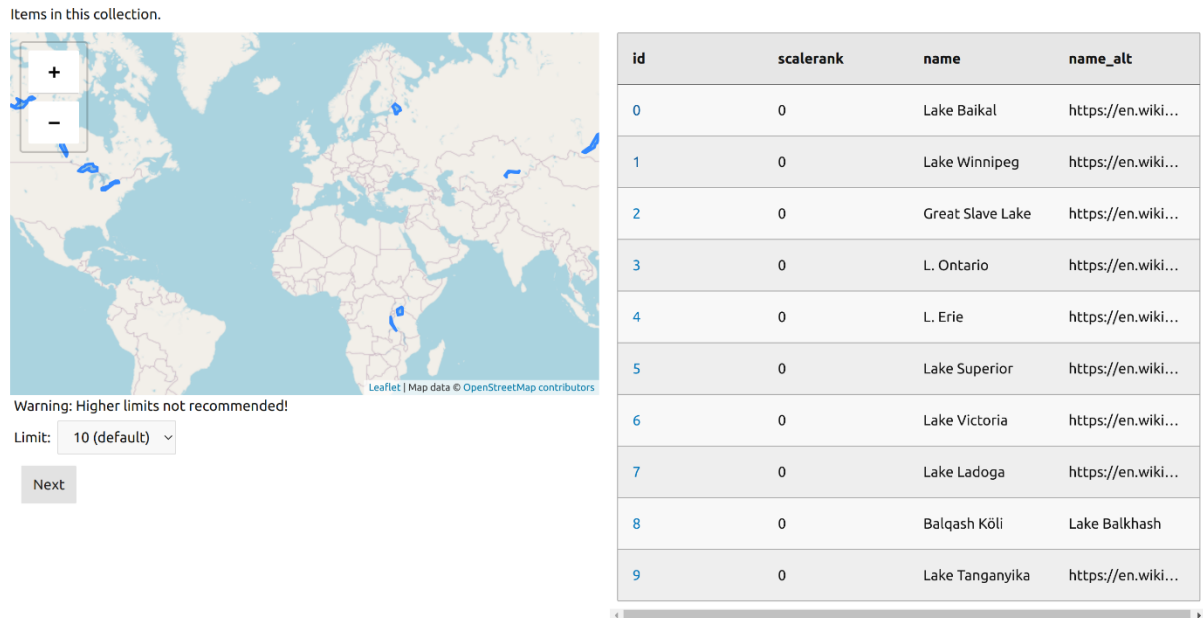 Items in this collection.
+
−
Leaflet | Map data © OpenStreetMap contributors
Warning: Higher limits not recommended!
Limit: 10 (default)
Next
id scalerank name name_alt
0 0 Lake Baikal https://en.wiki...
1 0 Lake Winnipeg https://en.wiki...
2 0 Great Slave Lake https://en.wiki...
3 0 L. Ontario https://en.wiki...
4 0 L. Erie https://en.wiki...
5 0 Lake Superior https://en.wiki...
6 0 Lake Victoria https://en.wiki...
7 0 Lake Ladoga https://en.wiki...
8 0 Balqash Köli Lake Balkhash
9 0 Lake Tanganyika https://en.wiki...